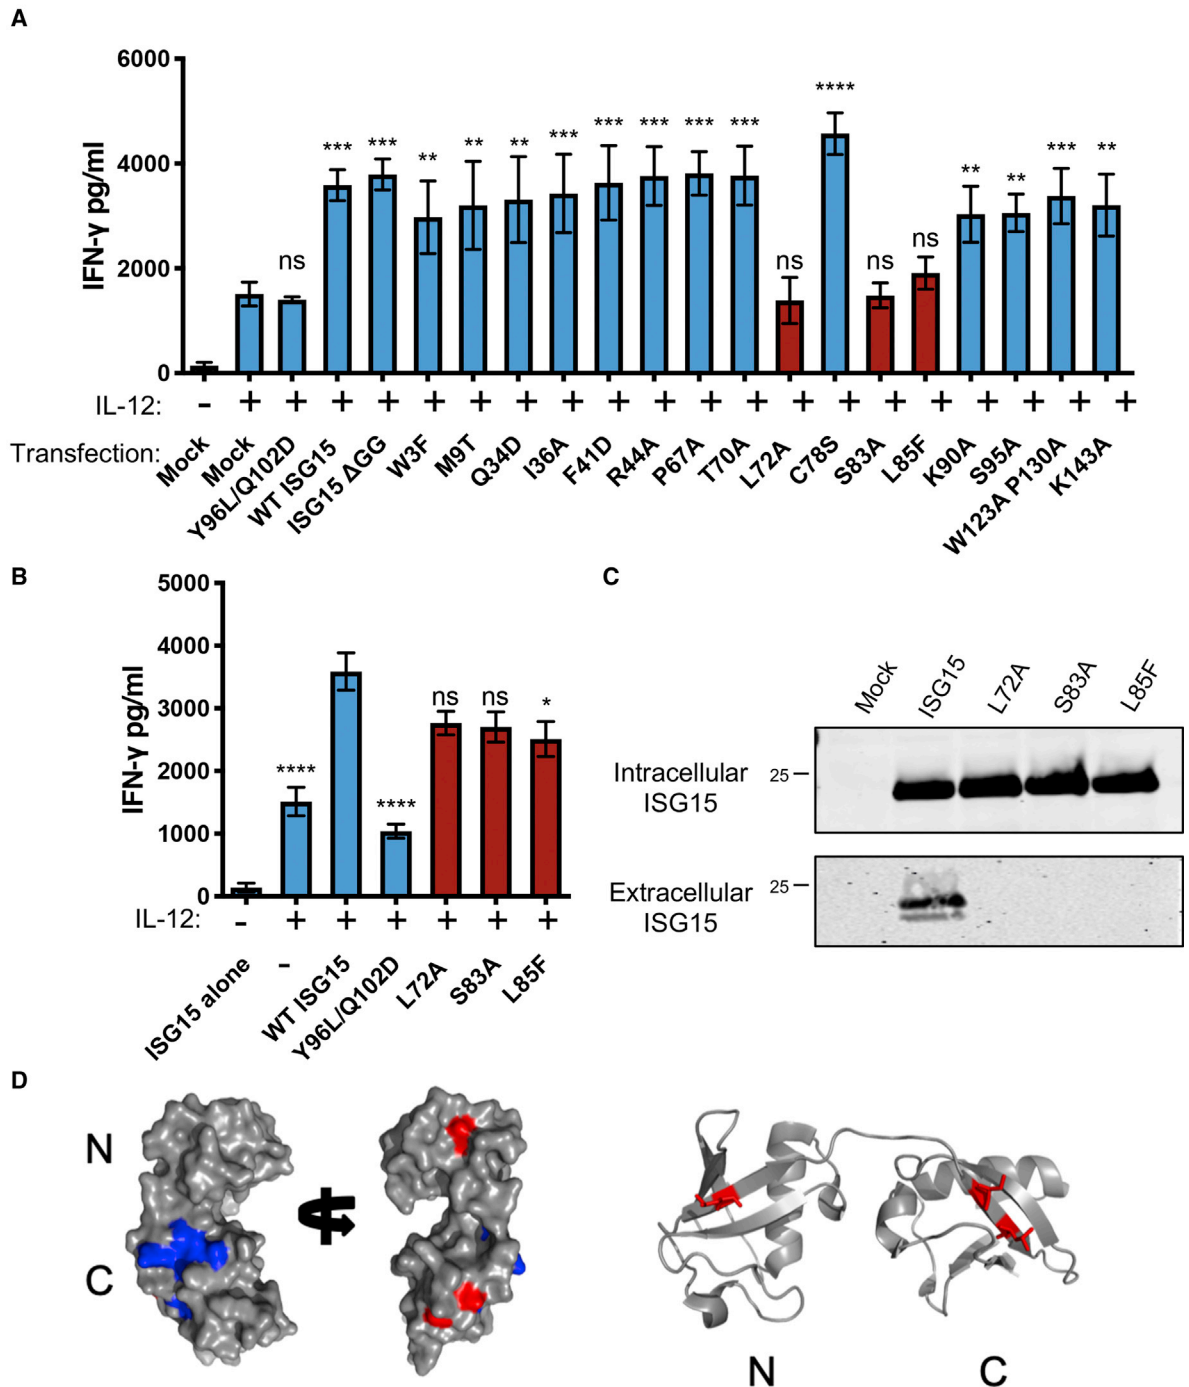 A
IFN-γ pg/ml
6000
4000
2000
0
ns
***
***
**
**
**
***
***
***
***
***
ns
****
ns
ns
**
**
***
**
IL-12: - + + + + + + + + + + + + + + + + + + + +
Transfection:
Mock
Mock
Y96L/Q102D
WT ISG15
ISG15 ΔGG
W3F
M9T
Q34D
I36A
F41D
R44A
P67A
T70A
L72A
C78S
S83A
L85F
K90A
S95A
W123A P130A
K143A
B
IFN-γ pg/ml
5000
4000
3000
2000
1000
0
****
****
ns
ns
*
IL-12: - + + + + + +
ISG15 alone
-
WT ISG15
Y96L/Q102D
L72A
S83A
L85F
C
Mock
ISG15
L72A
S83A
L85F
Intracellular
ISG15
25
Extracellular
ISG15
25
D
N
C
N
C